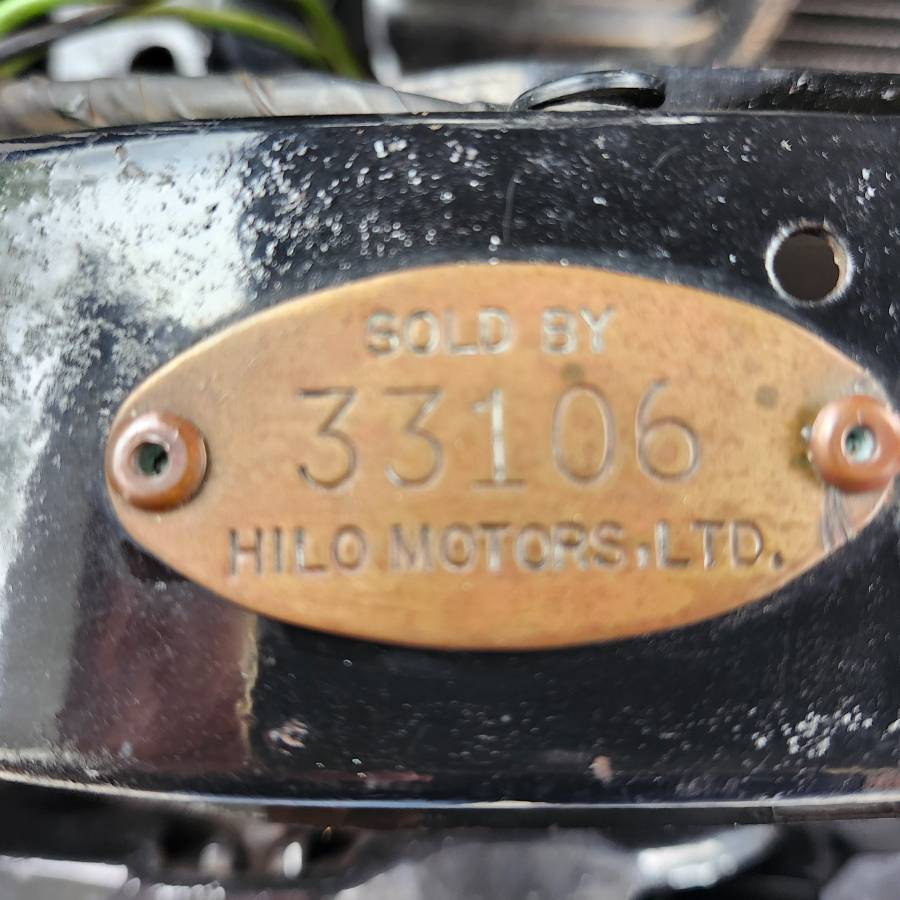 SOLD BY
33106
HILO MOTORS, LTD.